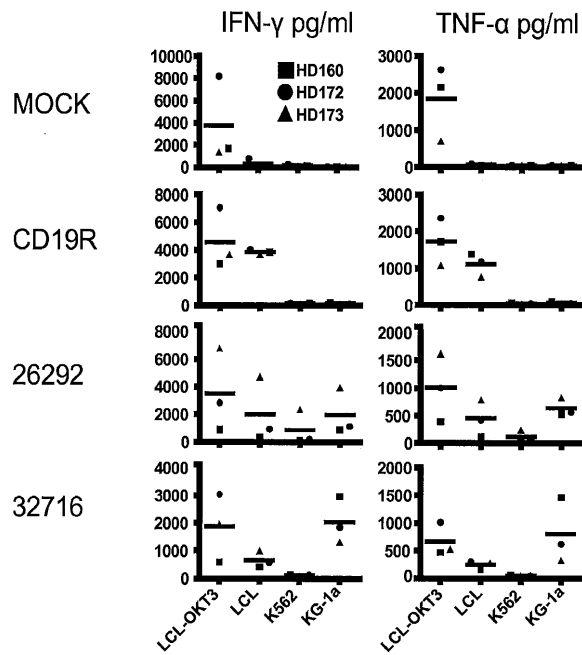 IFN-γ pg/ml
TNF-α pg/ml
MOCK
10000
8000
6000
4000
2000
0
HD160
HD172
HD173
3000
2000
1000
0
CD19R
8000
6000
4000
2000
0
3000
2000
1000
0
26292
8000
6000
4000
2000
0
2000
1500
1000
500
0
32716
4000
3000
2000
1000
0
2000
1500
1000
500
0
LCL-OKT3
LCL
K562
KG-1a
LCL-OKT3
LCL
K562
KG-1a